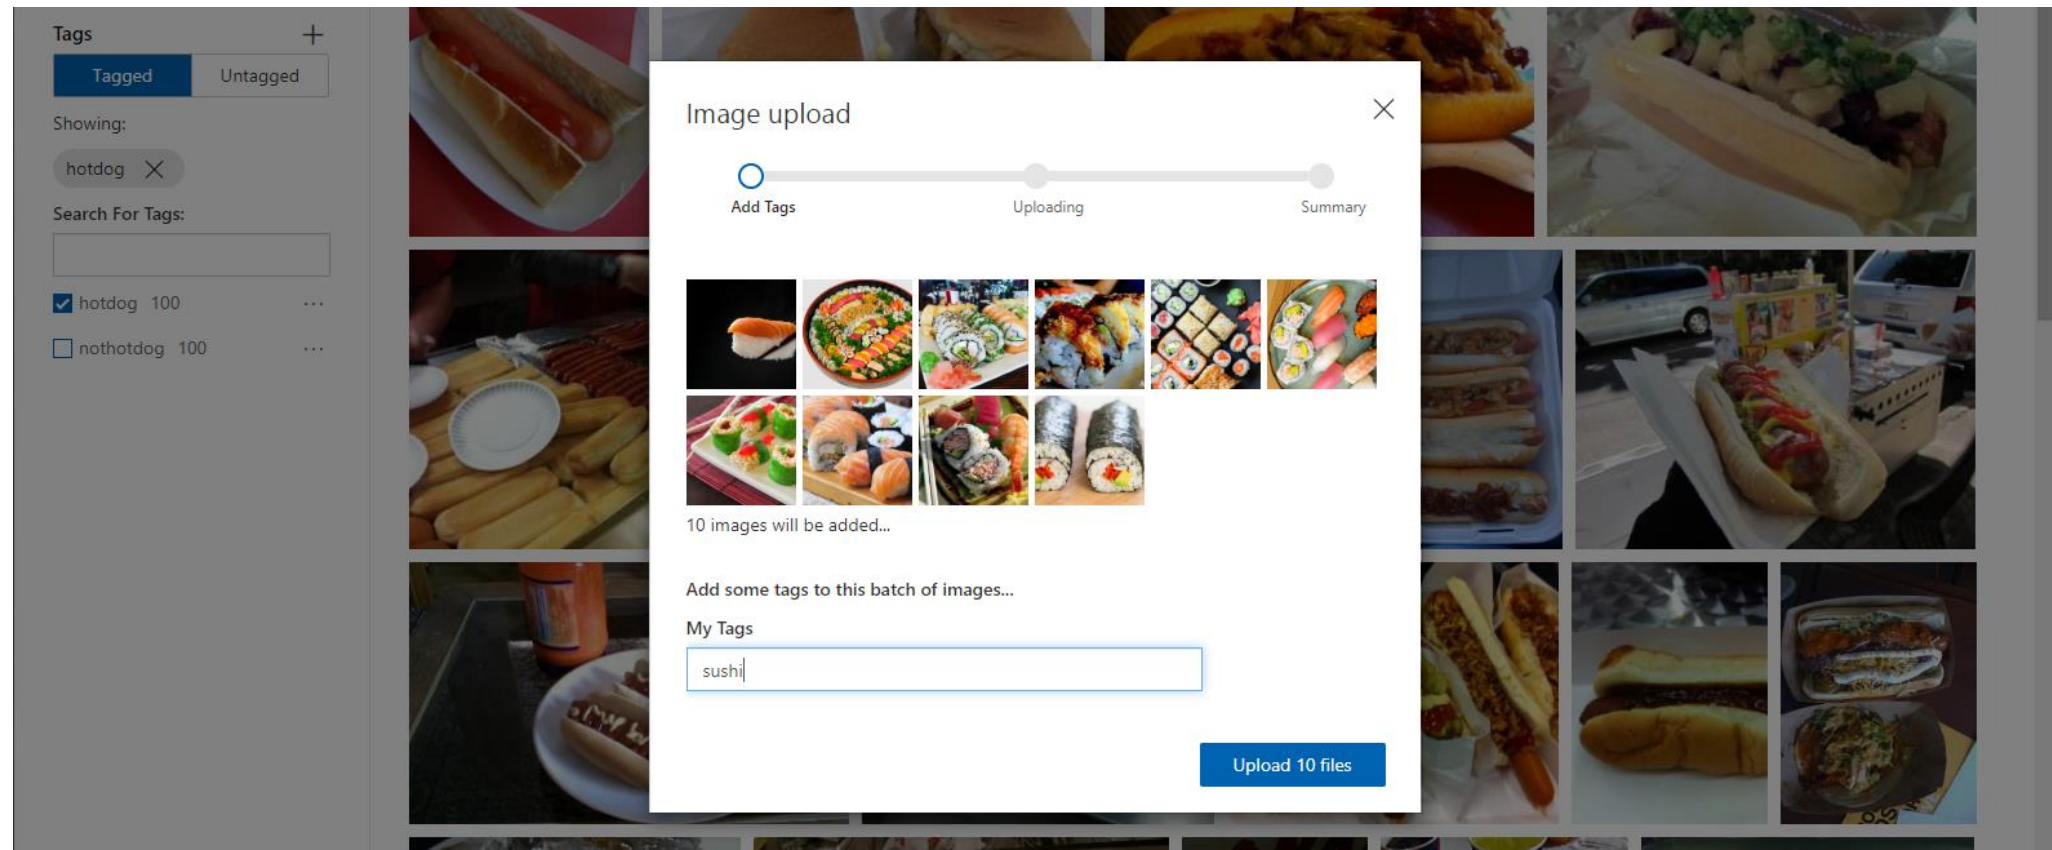 Tags
Tagged
Untagged
Showing:
hotdog
Search For Tags:
hotdog 100
nothotdog 100
Image upload
Add Tags
Uploading
Summary
10 images will be added...
Add some tags to this batch of images...
My Tags
sushi
Upload 10 files